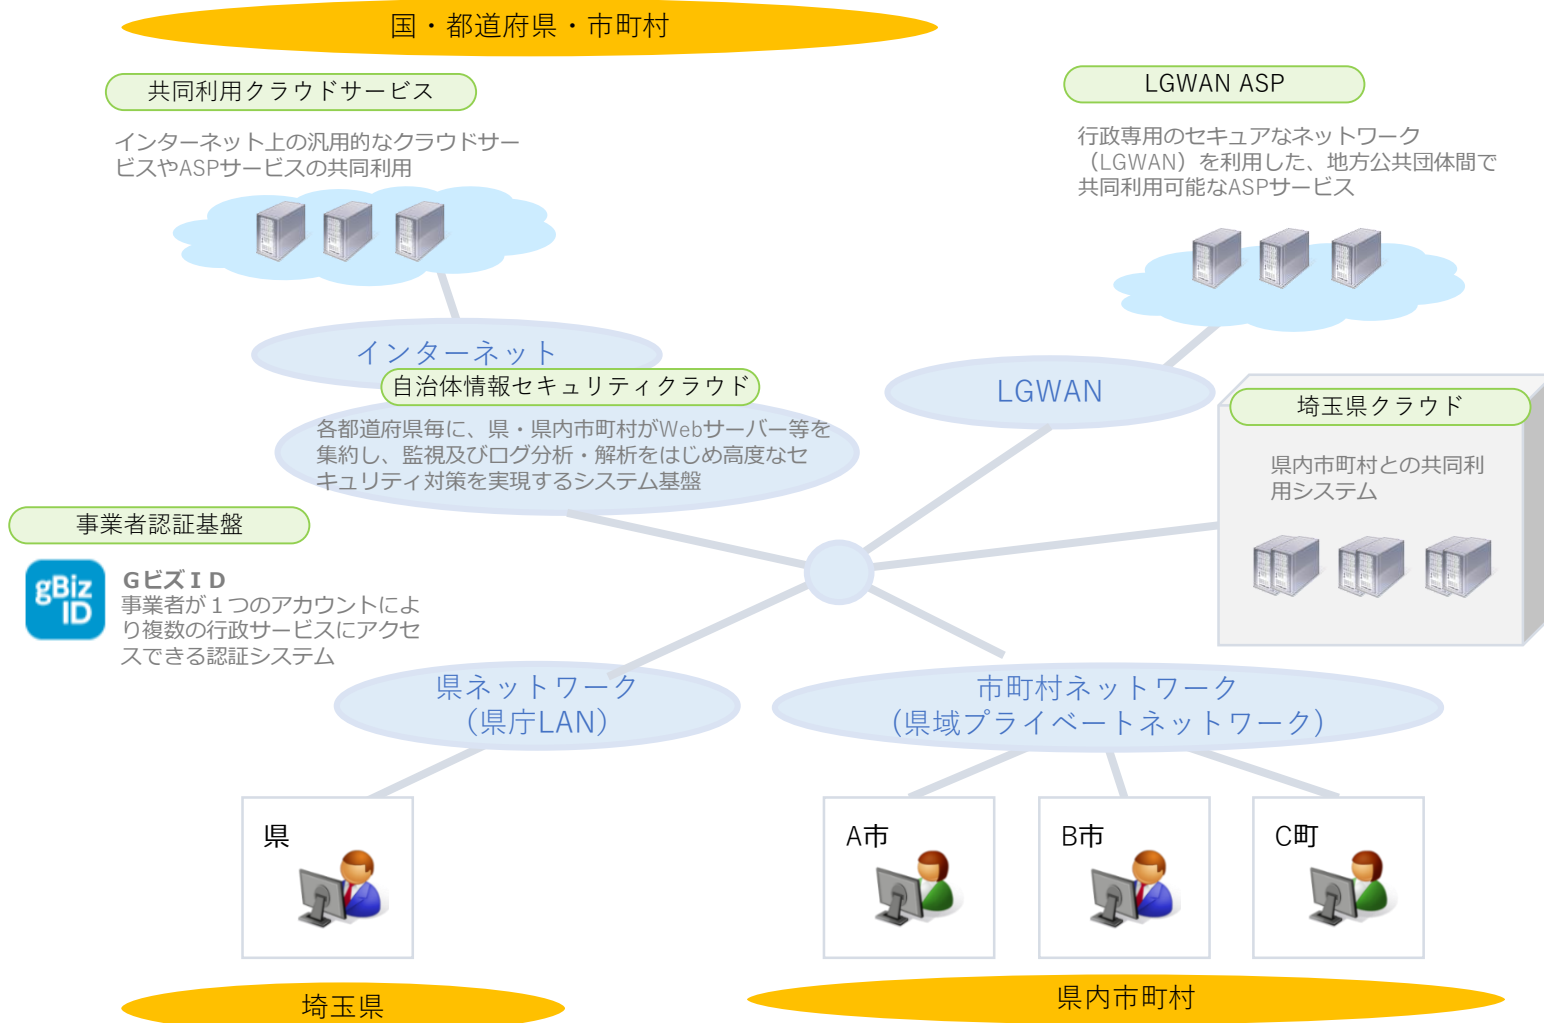 国・都道府県・市町村
共同利用クラウドサービス
インターネット上の汎用的なクラウドサー
ビスやASPサービスの共同利用
LGWAN ASP
行政専用のセキュアなネットワーク
（LGWAN）を利用した、地方公共団体間で
共同利用可能なASPサービス
インターネット
自治体情報セキュリティクラウド
各都道府県毎に、県・県内市町村がWebサーバー等を
集約し、監視及びログ分析・解析をはじめ高度なセ
キュリティ対策を実現するシステム基盤
LGWAN
埼玉県クラウド
県内市町村との共同利
用システム
事業者認証基盤
gBiz
ID
GビズＩＤ
事業者が１つのアカウントによ
り複数の行政サービスにアクセ
スできる認証システム
県ネットワーク
（県庁LAN）
市町村ネットワーク
(県域プライベートネットワーク)
県
A市
B市
C町
埼玉県
県内市町村